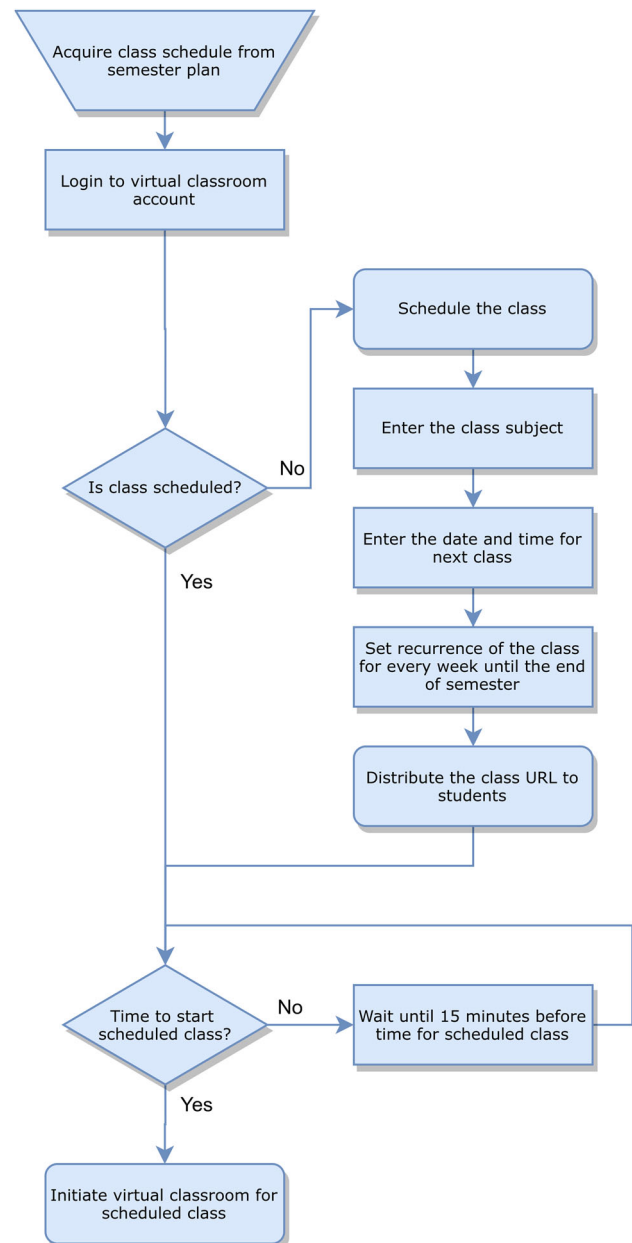 Acquire class schedule from
semester plan
Login to virtual classroom
account
Schedule the class
Enter the class subject
Is class scheduled?
No
Enter the date and time for
next class
Yes
Set recurrence of the class
for every week until the end
of semester
Distribute the class URL to
students
Time to start
scheduled class?
No
Wait until 15 minutes before
time for scheduled class
Yes
Initiate virtual classroom for
scheduled class